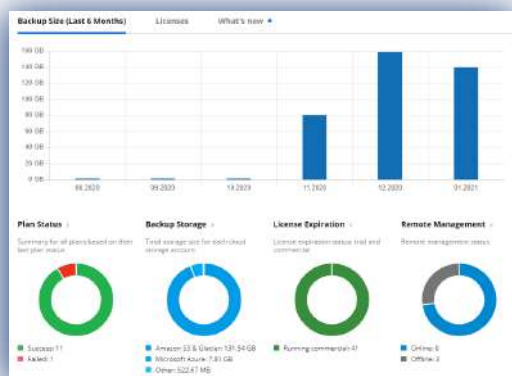 Backup Size (Last 6 Months) Licenses What's new
160 GB
140 GB
120 GB
100 GB
80 GB
60 GB
40 GB
20 GB
0 GB
08.2020 09.2020 10.2020 11.2020 12.2020 01.2021
Plan Status Backup Storage License Expiration Remote Management
Summary for all plans based on their last plan status
Total storage size for each cloud storage account
License expiration status trial and commercial
Remote management status
Success: 11
Failed: 1
Amazon S3 & Glacier: 131.54 GB
Microsoft Azure: 7.81 GB
Other: 522.67 MB
Running commercial: 41
Online: 8
Offline: 3